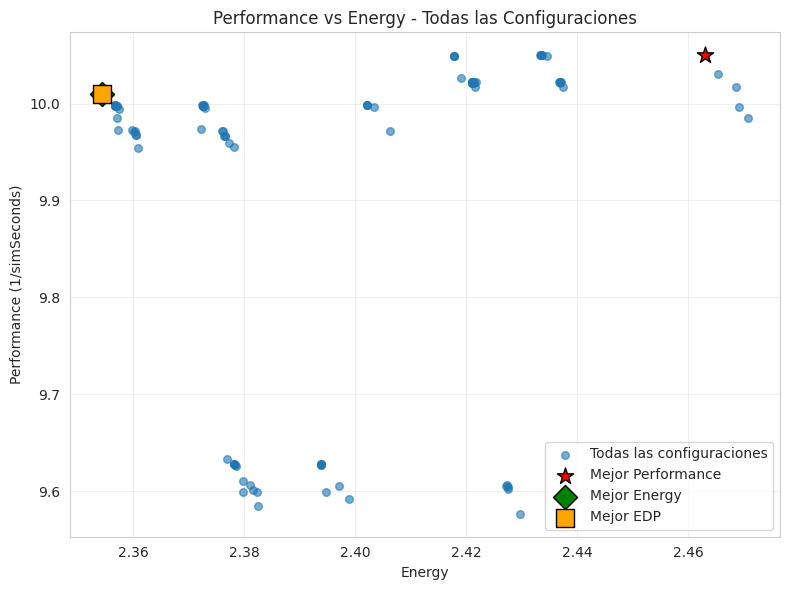 Performance vs Energy - Todas las Configuraciones
Performance (1/simSeconds)
10.0
9.9
9.8
9.7
9.6
2.36
2.38
2.40
2.42
2.44
2.46
Energy
Todas las configuraciones
Mejor Performance
Mejor Energy
Mejor EDP